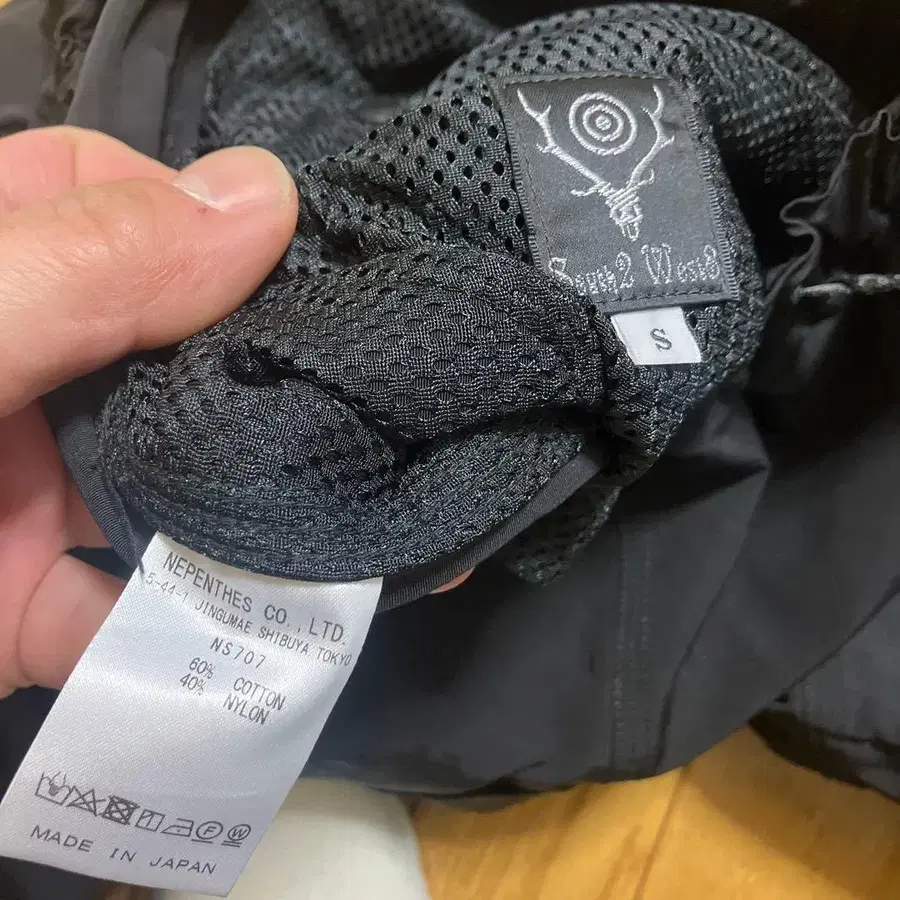 South2 West8
S
NEPENTHES CO., LTD.
5-44-1 JINGUMAE SHIBUYA TOKYO
NS707
60% COTTON
40% NYLON
F W
MADE IN JAPAN